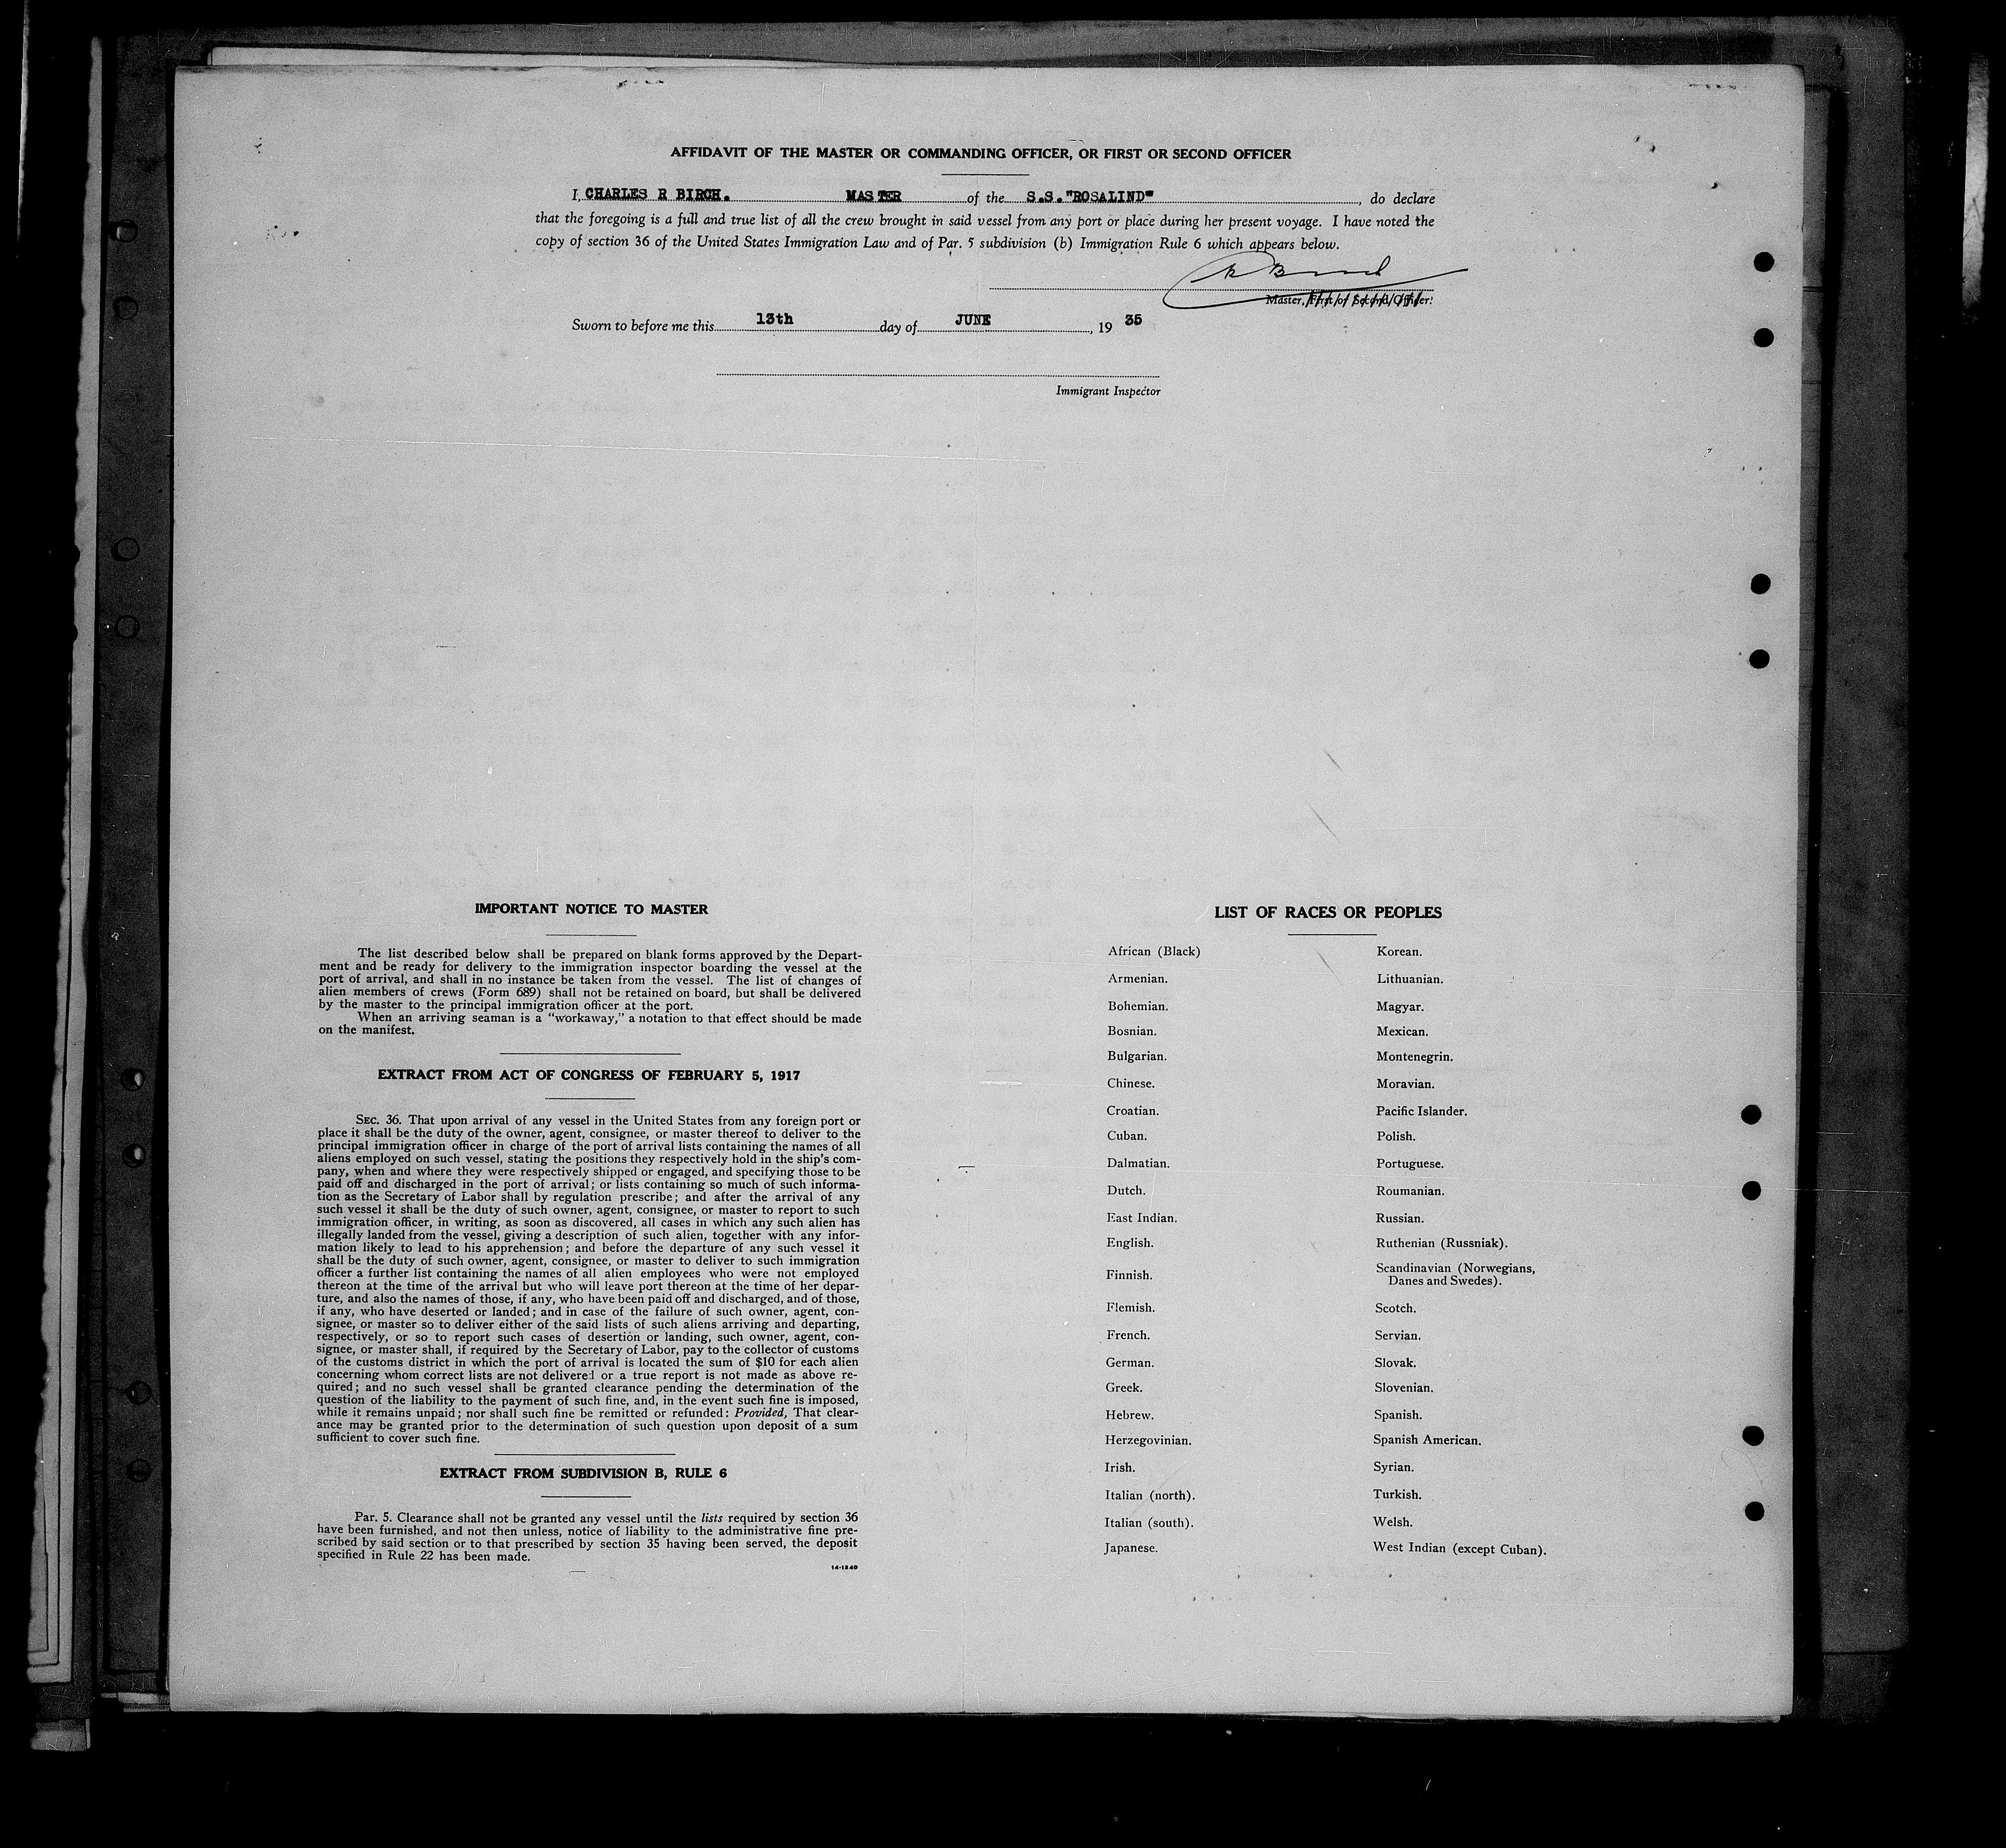 AFFIDAVIT OF THE MASTER OR COMMANDING OFFICER, OR FIRST OR SECOND OFFICER
I, CHARLES R BIRCH. MASTER of the S.S. "ROSALIND", do declare
that the foregoing is a full and true list of all the crew brought in said vessel from any port or place during her present voyage. I have noted the
copy of section 36 of the United States Immigration Law and of Par. 5 subdivision (b) Immigration Rule 6 which appears below.
Master, First or Second Officer.
Sworn to before me this 13th day of JUNE, 19 35
Immigrant Inspector
IMPORTANT NOTICE TO MASTER
The list described below shall be prepared on blank forms approved by the Depart-
ment and be ready for delivery to the immigration inspector boarding the vessel at the
port of arrival, and shall in no instance be taken from the vessel. The list of changes of
alien members of crews (Form 689) shall not be retained on board, but shall be delivered
by the master to the principal immigration officer at the port.
When an arriving seaman is a "workaway," a notation to that effect should be made
on the manifest.
EXTRACT FROM ACT OF CONGRESS OF FEBRUARY 5, 1917
SEC. 36. That upon arrival of any vessel in the United States from any foreign port or
place it shall be the duty of the owner, agent, consignee, or master thereof to deliver to the
principal immigration officer in charge of the port of arrival lists containing the names of all
aliens employed on such vessel, stating the positions they respectively hold in the ship's com-
pany, when and where they were respectively shipped or engaged, and specifying those to be
paid off and discharged in the port of arrival; or lists containing so much of such informa-
tion as the Secretary of Labor shall by regulation prescribe; and after the arrival of any
such vessel it shall be the duty of such owner, agent, consignee, or master to report to such
immigration officer, in writing, as soon as discovered, all cases in which any such alien has
illegally landed from the vessel, giving a description of such alien, together with any infor-
mation likely to lead to his apprehension; and before the departure of any such vessel it
shall be the duty of such owner, agent, consignee, or master to deliver to such immigration
officer a further list containing the names of all alien employees who were not employed
thereon at the time of the arrival but who will leave port thereon at the time of her depar-
ture, and also the names of those, if any, who have been paid off and discharged, and of those,
if any, who have deserted or landed; and in case of the failure of such owner, agent, con-
signee, or master so to deliver either of the said lists of such aliens arriving and departing,
respectively, or so to report such cases of desertion or landing, such owner, agent, con-
signee, or master shall, if required by the Secretary of Labor, pay to the collector of customs
of the customs district in which the port of arrival is located the sum of $10 for each alien
concerning whom correct lists are not delivered or a true report is not made as above re-
quired; and no such vessel shall be granted clearance pending the determination of the
question of the liability to the payment of such fine, and, in the event such fine is imposed,
while it remains unpaid; nor shall such fine be remitted or refunded: Provided, That clear-
ance may be granted prior to the determination of such question upon deposit of a sum
sufficient to cover such fine.
EXTRACT FROM SUBDIVISION B, RULE 6
Par. 5. Clearance shall not be granted any vessel until the lists required by section 36
have been furnished, and not then unless, notice of liability to the administrative fine pre-
scribed by said section or to that prescribed by section 35 having been served, the deposit
specified in Rule 22 has been made.
14-1240
LIST OF RACES OR PEOPLES
African (Black)
Armenian.
Bohemian.
Bosnian.
Bulgarian.
Chinese.
Croatian.
Cuban.
Dalmatian.
Dutch.
East Indian.
English.
Finnish.
Flemish.
French.
German.
Greek.
Hebrew.
Herzegovinian.
Irish.
Italian (north).
Italian (south).
Japanese.
Korean.
Lithuanian.
Magyar.
Mexican.
Montenegrin.
Moravian.
Pacific Islander.
Polish.
Portuguese.
Roumanian.
Russian.
Ruthenian (Russniak).
Scandinavian (Norwegians,
Danes and Swedes).
Scotch.
Servian.
Slovak.
Slovenian.
Spanish.
Spanish American.
Syrian.
Turkish.
Welsh.
West Indian (except Cuban).